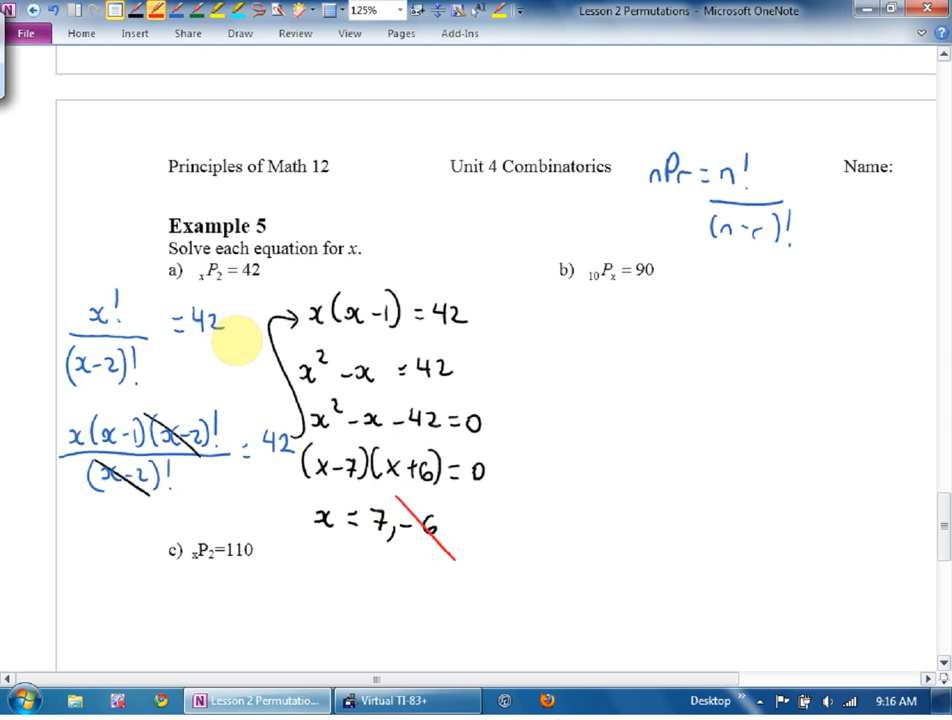 125%
Lesson 2 Permutations - Microsoft OneNote
File Home Insert Share Draw Review View Pages Add-Ins
Principles of Math 12 Unit 4 Combinatorics Name:
nPr = n!
(n-r)!
Example 5
Solve each equation for x.
a) ₓP₂ = 42 b) ₁₀Pₓ = 90
x! = 42
(x-2)!
x(x-1)(x-2)! = 42
(x-2)!
x(x-1) = 42
x² - x = 42
x² - x - 42 = 0
(x-7)(x+6) = 0
x = 7, -6
c) ₓP₂=110
Lesson 2 Permutatio... Virtual TI-83+ Desktop 9:16 AM